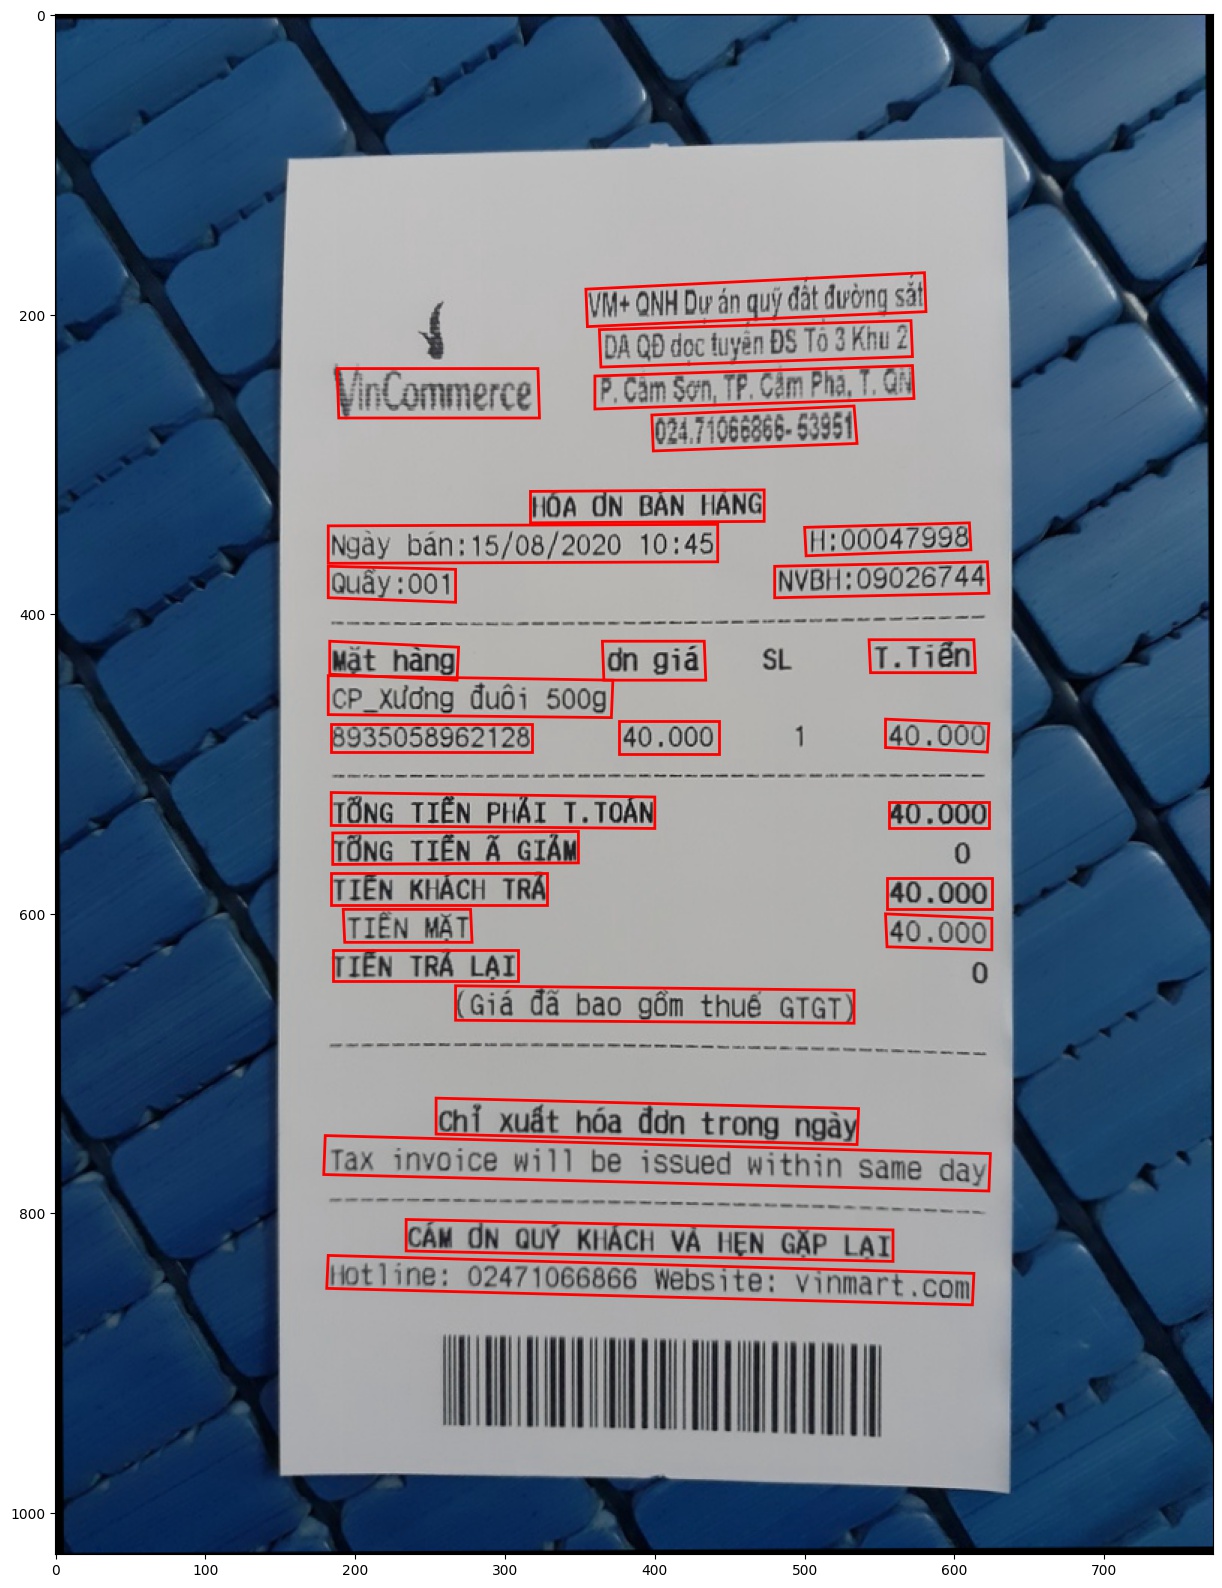 0
200
400
600
800
1000
0 100 200 300 400 500 600 700
VinCommerce
VM+ QNH Dự án quỹ đất đường sắt
DA QĐ dọc tuyến ĐS Tổ 3 Khu 2
P. Cẩm Sơn, TP. Cẩm Phả, T. QN
024.71066866-53951
HÓA ƠN BÁN HÀNG
Ngày bán:15/08/2020 10:45 H:00047998
Quầy:001 NVBH:09026744
Mặt hàng ơn giá SL T.Tiền
CP_Xương đuôi 500g
8935058962128 40.000 1 40.000
TỔNG TIỀN PHẢI T.TOÁN 40.000
TỔNG TIỀN Ã GIẢM 0
TIỀN KHÁCH TRẢ 40.000
TIỀN MẶT 40.000
TIỀN TRẢ LẠI 0
(Giá đã bao gồm thuế GTGT)
Chỉ xuất hóa đơn trong ngày
Tax invoice will be issued within same day
CẢM ƠN QUÝ KHÁCH VÀ HẸN GẶP LẠI
Hotline: 02471066866 Website: vinmart.com